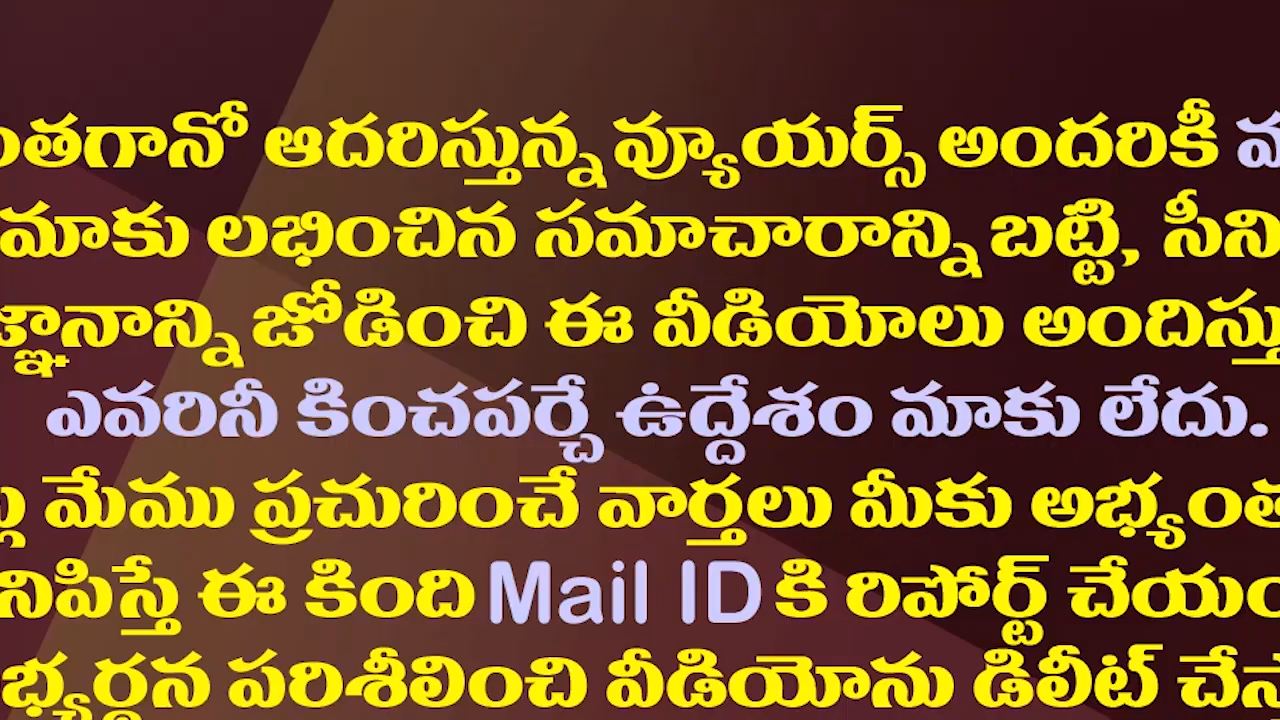 ంతగానో ఆదరిస్తున్న వ్యూయర్స్ అందరికీ
మాకు లభించిన సమాచారాన్ని బట్టి, సీని
జ్ఞానాన్ని జోడించి ఈ వీడియోలు అందిస్తు
ఎవరినీ కించపర్చే ఉద్దేశం మాకు లేదు.
మేము ప్రచురించే వార్తలు మీకు అభ్యంత
నిపిస్తే ఈ కింది Mail ID కి రిపోర్ట్ చేయం
భ్యర్థన పరిశీలించి వీడియోను డిలీట్ చేస